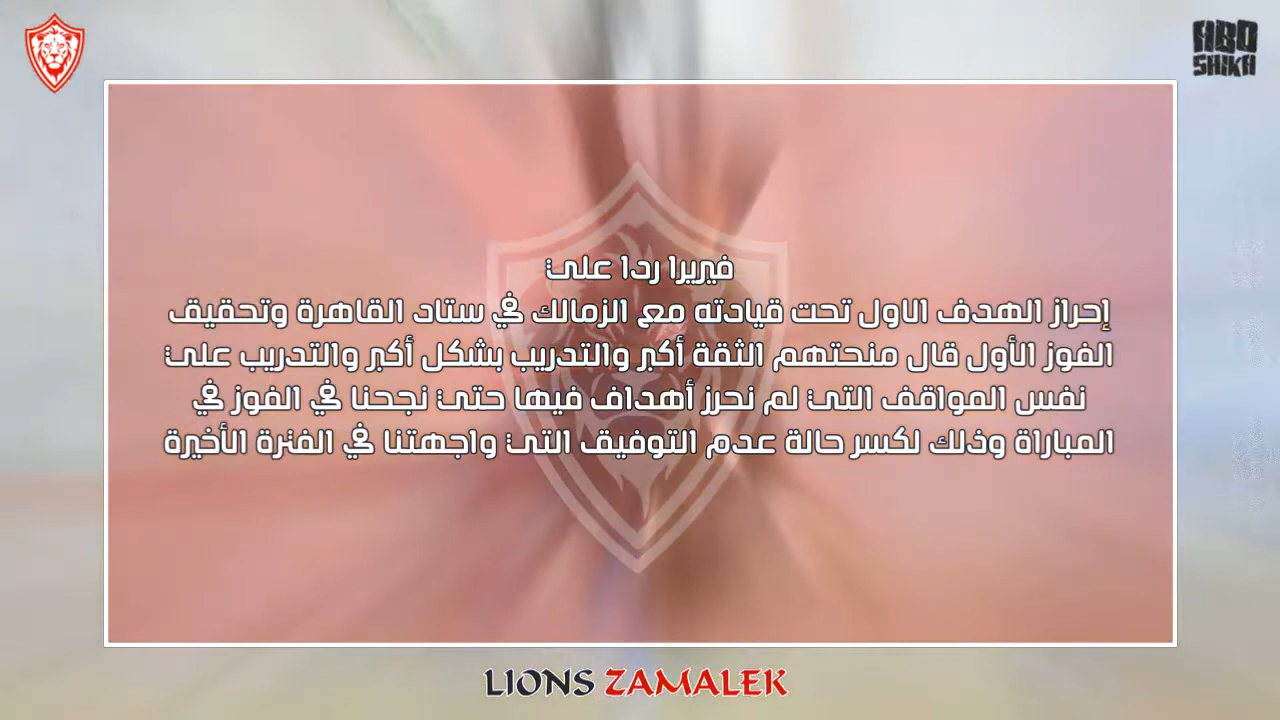 ABO
SHIKA
فيريرا ردا على
إحراز الهدف الاول تحت قيادته مع الزمالك في ستاد القاهرة وتحقيق
الفوز الأول قال منحتهم الثقة أكبر والتدريب بشكل أكبر والتدريب على
نفس المواقف التي لم نحرز أهداف فيها حتى نجحنا في الفوز في
المباراة وذلك لكسر حالة عدم التوفيق التي واجهتنا في الفترة الأخيرة
LIONS ZAMALEK